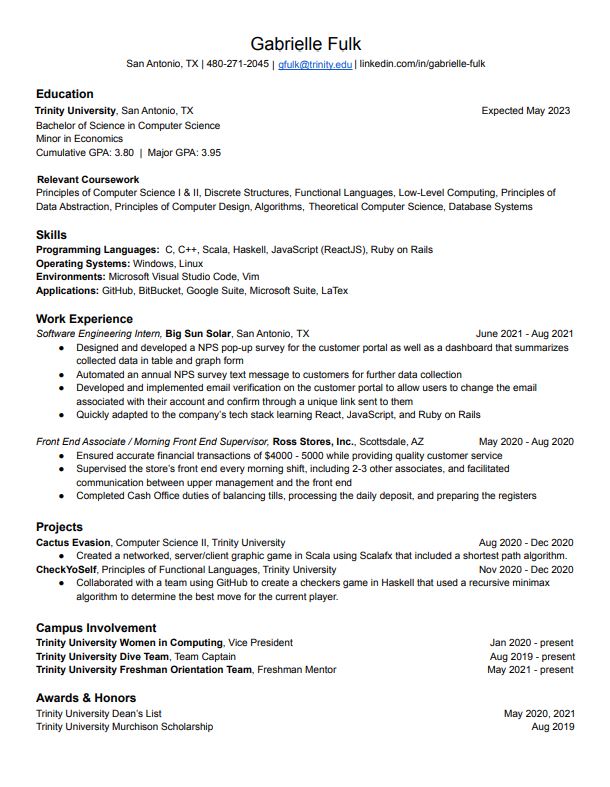 Gabrielle Fulk
San Antonio, TX | 480-271-2045 | gfulk@trinity.edu | linkedin.com/in/gabrielle-fulk
Education
Trinity University, San Antonio, TX Expected May 2023
Bachelor of Science in Computer Science
Minor in Economics
Cumulative GPA: 3.80 | Major GPA: 3.95
Relevant Coursework
Principles of Computer Science I & II, Discrete Structures, Functional Languages, Low-Level Computing, Principles of
Data Abstraction, Principles of Computer Design, Algorithms, Theoretical Computer Science, Database Systems
Skills
Programming Languages: C, C++, Scala, Haskell, JavaScript (ReactJS), Ruby on Rails
Operating Systems: Windows, Linux
Environments: Microsoft Visual Studio Code, Vim
Applications: GitHub, BitBucket, Google Suite, Microsoft Suite, LaTex
Work Experience
Software Engineering Intern, Big Sun Solar, San Antonio, TX June 2021 - Aug 2021
● Designed and developed a NPS pop-up survey for the customer portal as well as a dashboard that summarizes
collected data in table and graph form
● Automated an annual NPS survey text message to customers for further data collection
● Developed and implemented email verification on the customer portal to allow users to change the email
associated with their account and confirm through a unique link sent to them
● Quickly adapted to the company's tech stack learning React, JavaScript, and Ruby on Rails
Front End Associate / Morning Front End Supervisor, Ross Stores, Inc., Scottsdale, AZ May 2020 - Aug 2020
● Ensured accurate financial transactions of $4000 - 5000 while providing quality customer service
● Supervised the store's front end every morning shift, including 2-3 other associates, and facilitated
communication between upper management and the front end
● Completed Cash Office duties of balancing tills, processing the daily deposit, and preparing the registers
Projects
Cactus Evasion, Computer Science II, Trinity University Aug 2020 - Dec 2020
● Created a networked, server/client graphic game in Scala using Scalafx that included a shortest path algorithm.
CheckYoSelf, Principles of Functional Languages, Trinity University Nov 2020 - Dec 2020
● Collaborated with a team using GitHub to create a checkers game in Haskell that used a recursive minimax
algorithm to determine the best move for the current player.
Campus Involvement
Trinity University Women in Computing, Vice President Jan 2020 - present
Trinity University Dive Team, Team Captain Aug 2019 - present
Trinity University Freshman Orientation Team, Freshman Mentor May 2021 - present
Awards & Honors
Trinity University Dean's List May 2020, 2021
Trinity University Murchison Scholarship Aug 2019